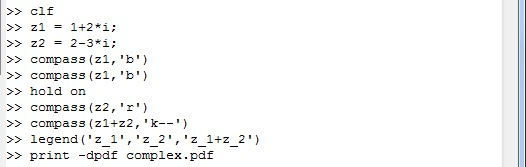 >> clf
>> z1 = 1+2*i;
>> z2 = 2-3*i;
>> compass(z1,'b')
>> compass(z1,'b')
>> hold on
>> compass(z2,'r')
>> compass(z1+z2,'k--')
>> legend('z_1','z_2','z_1+z_2')
>> print -dpdf complex.pdf